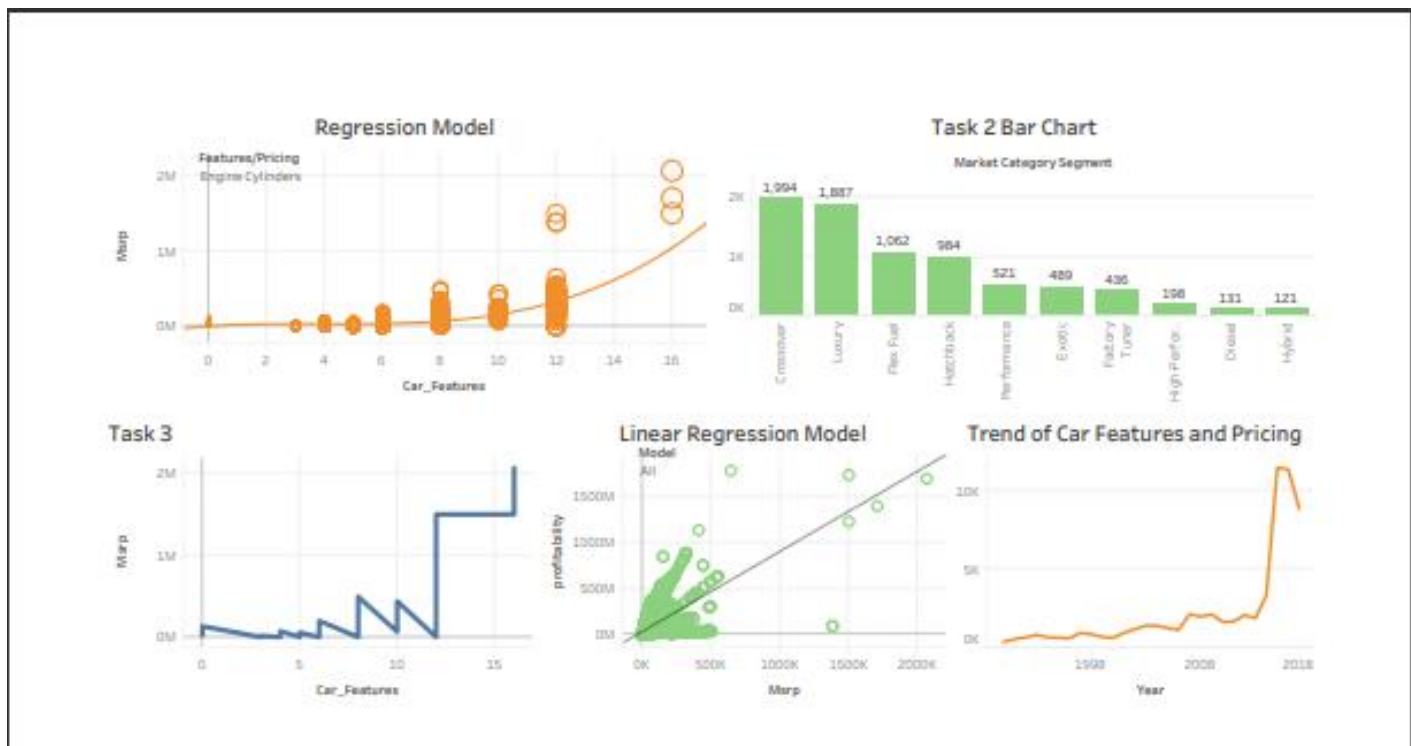 Regression Model
Features/Pricing
Engine Cylinders
2M
1M
0M
Msrp
0 2 4 6 8 10 12 14 16
Car_Features
Task 2 Bar Chart
Market Category Segment
2K
1K
0K
1,994 1,887 1,062 984 521 489 436 198 131 121
Crossover
Luxury
Flex Fuel
Hatchback
Performance
Exotic
Factory
Tuner
High-Perfor..
Diesel
Hybrid
Task 3
2M
1M
0M
Msrp
0 5 10 15
Car_Features
Linear Regression Model
Model
All
1500M
1000M
500M
0M
profitability
0K 500K 1000K 1500K 2000K
Msrp
Trend of Car Features and Pricing
10K
5K
0K
1998 2008 2018
Year